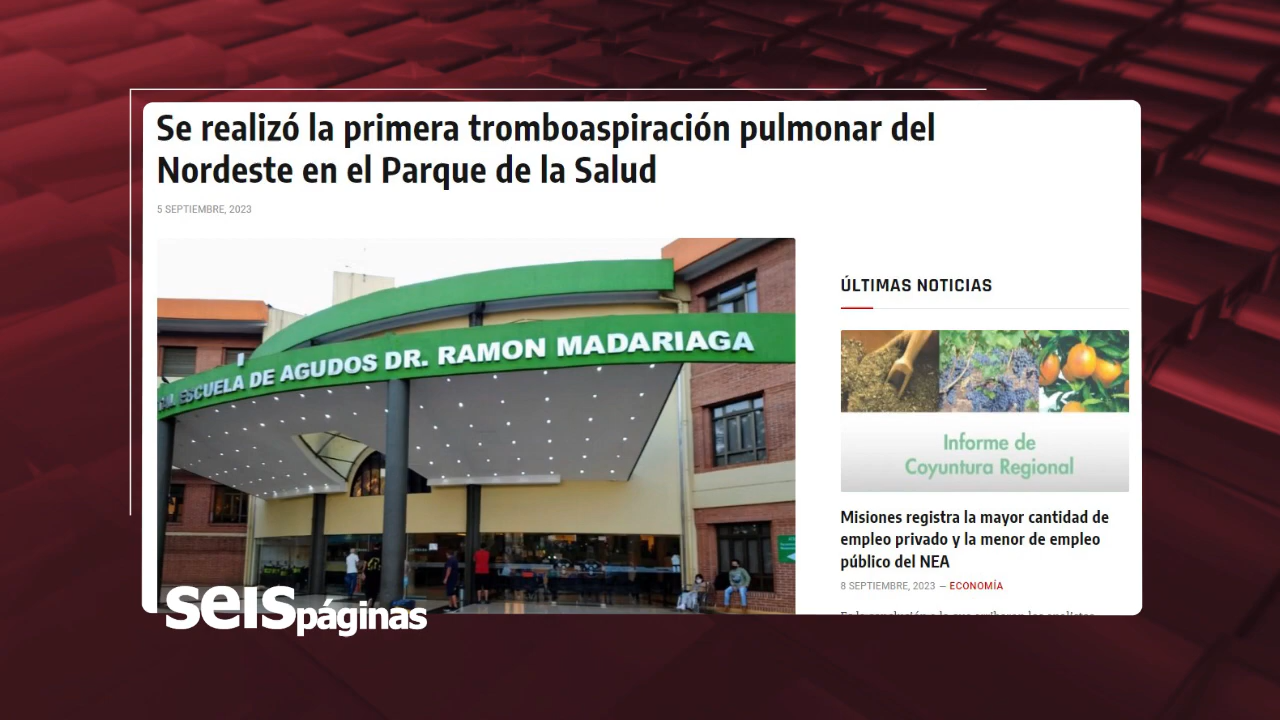 Se realizó la primera tromboaspiración pulmonar del
Nordeste en el Parque de la Salud
5 SEPTIEMBRE, 2023
ESCUELA DE AGUDOS DR. RAMON MADARIAGA
ÚLTIMAS NOTICIAS
Informe de
Coyuntura Regional
Misiones registra la mayor cantidad de
empleo privado y la menor de empleo
público del NEA
8 SEPTIEMBRE, 2023 — ECONOMÍA
seis páginas